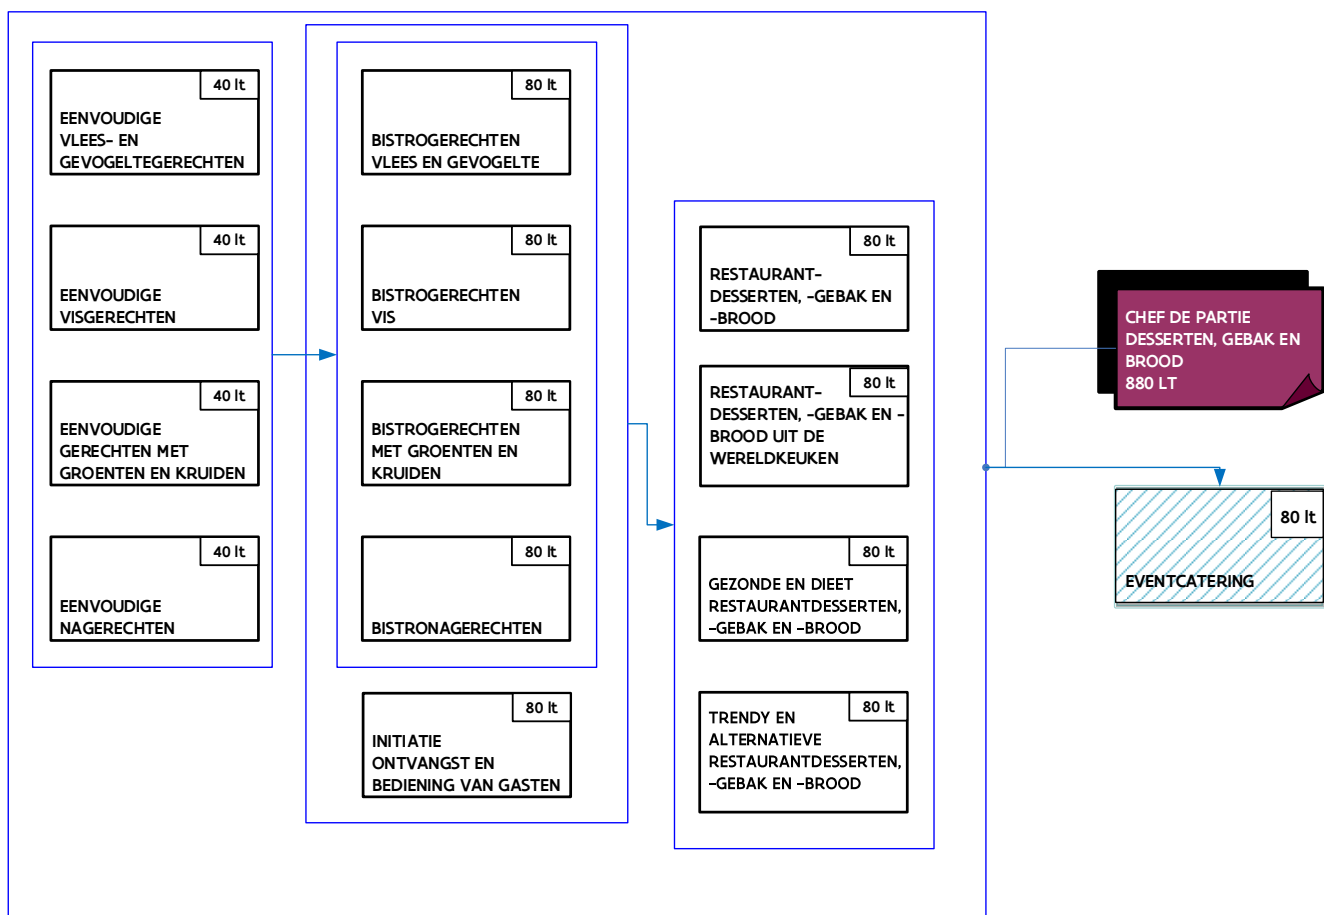 40 lt
EENVOUDIGE
VLEES- EN
GEVOGELTEGERECHTEN
40 lt
EENVOUDIGE
VISGERECHTEN
40 lt
EENVOUDIGE
GERECHTEN MET
GROENTEN EN KRUIDEN
40 lt
EENVOUDIGE
NAGERECHTEN
80 lt
BISTROGERECHTEN
VLEES EN GEVOGELTE
80 lt
BISTROGERECHTEN
VIS
80 lt
BISTROGERECHTEN
MET GROENTEN EN
KRUIDEN
80 lt
BISTRONAGERECHTEN
80 lt
INITIATIE
ONTVANGST EN
BEDIENING VAN GASTEN
80 lt
RESTAURANT-
DESSERTEN, -GEBAK EN
-BROOD
80 lt
RESTAURANT-
DESSERTEN, -GEBAK EN -
BROOD UIT DE
WERELDKEUKEN
80 lt
GEZONDE EN DIEET
RESTAURANTDESSERTEN,
-GEBAK EN -BROOD
80 lt
TRENDY EN
ALTERNATIEVE
RESTAURANTDESSERTEN,
-GEBAK EN -BROOD
CHEF DE PARTIE
DESSERTEN, GEBAK EN
BROOD
880 LT
80 lt
EVENTCATERING